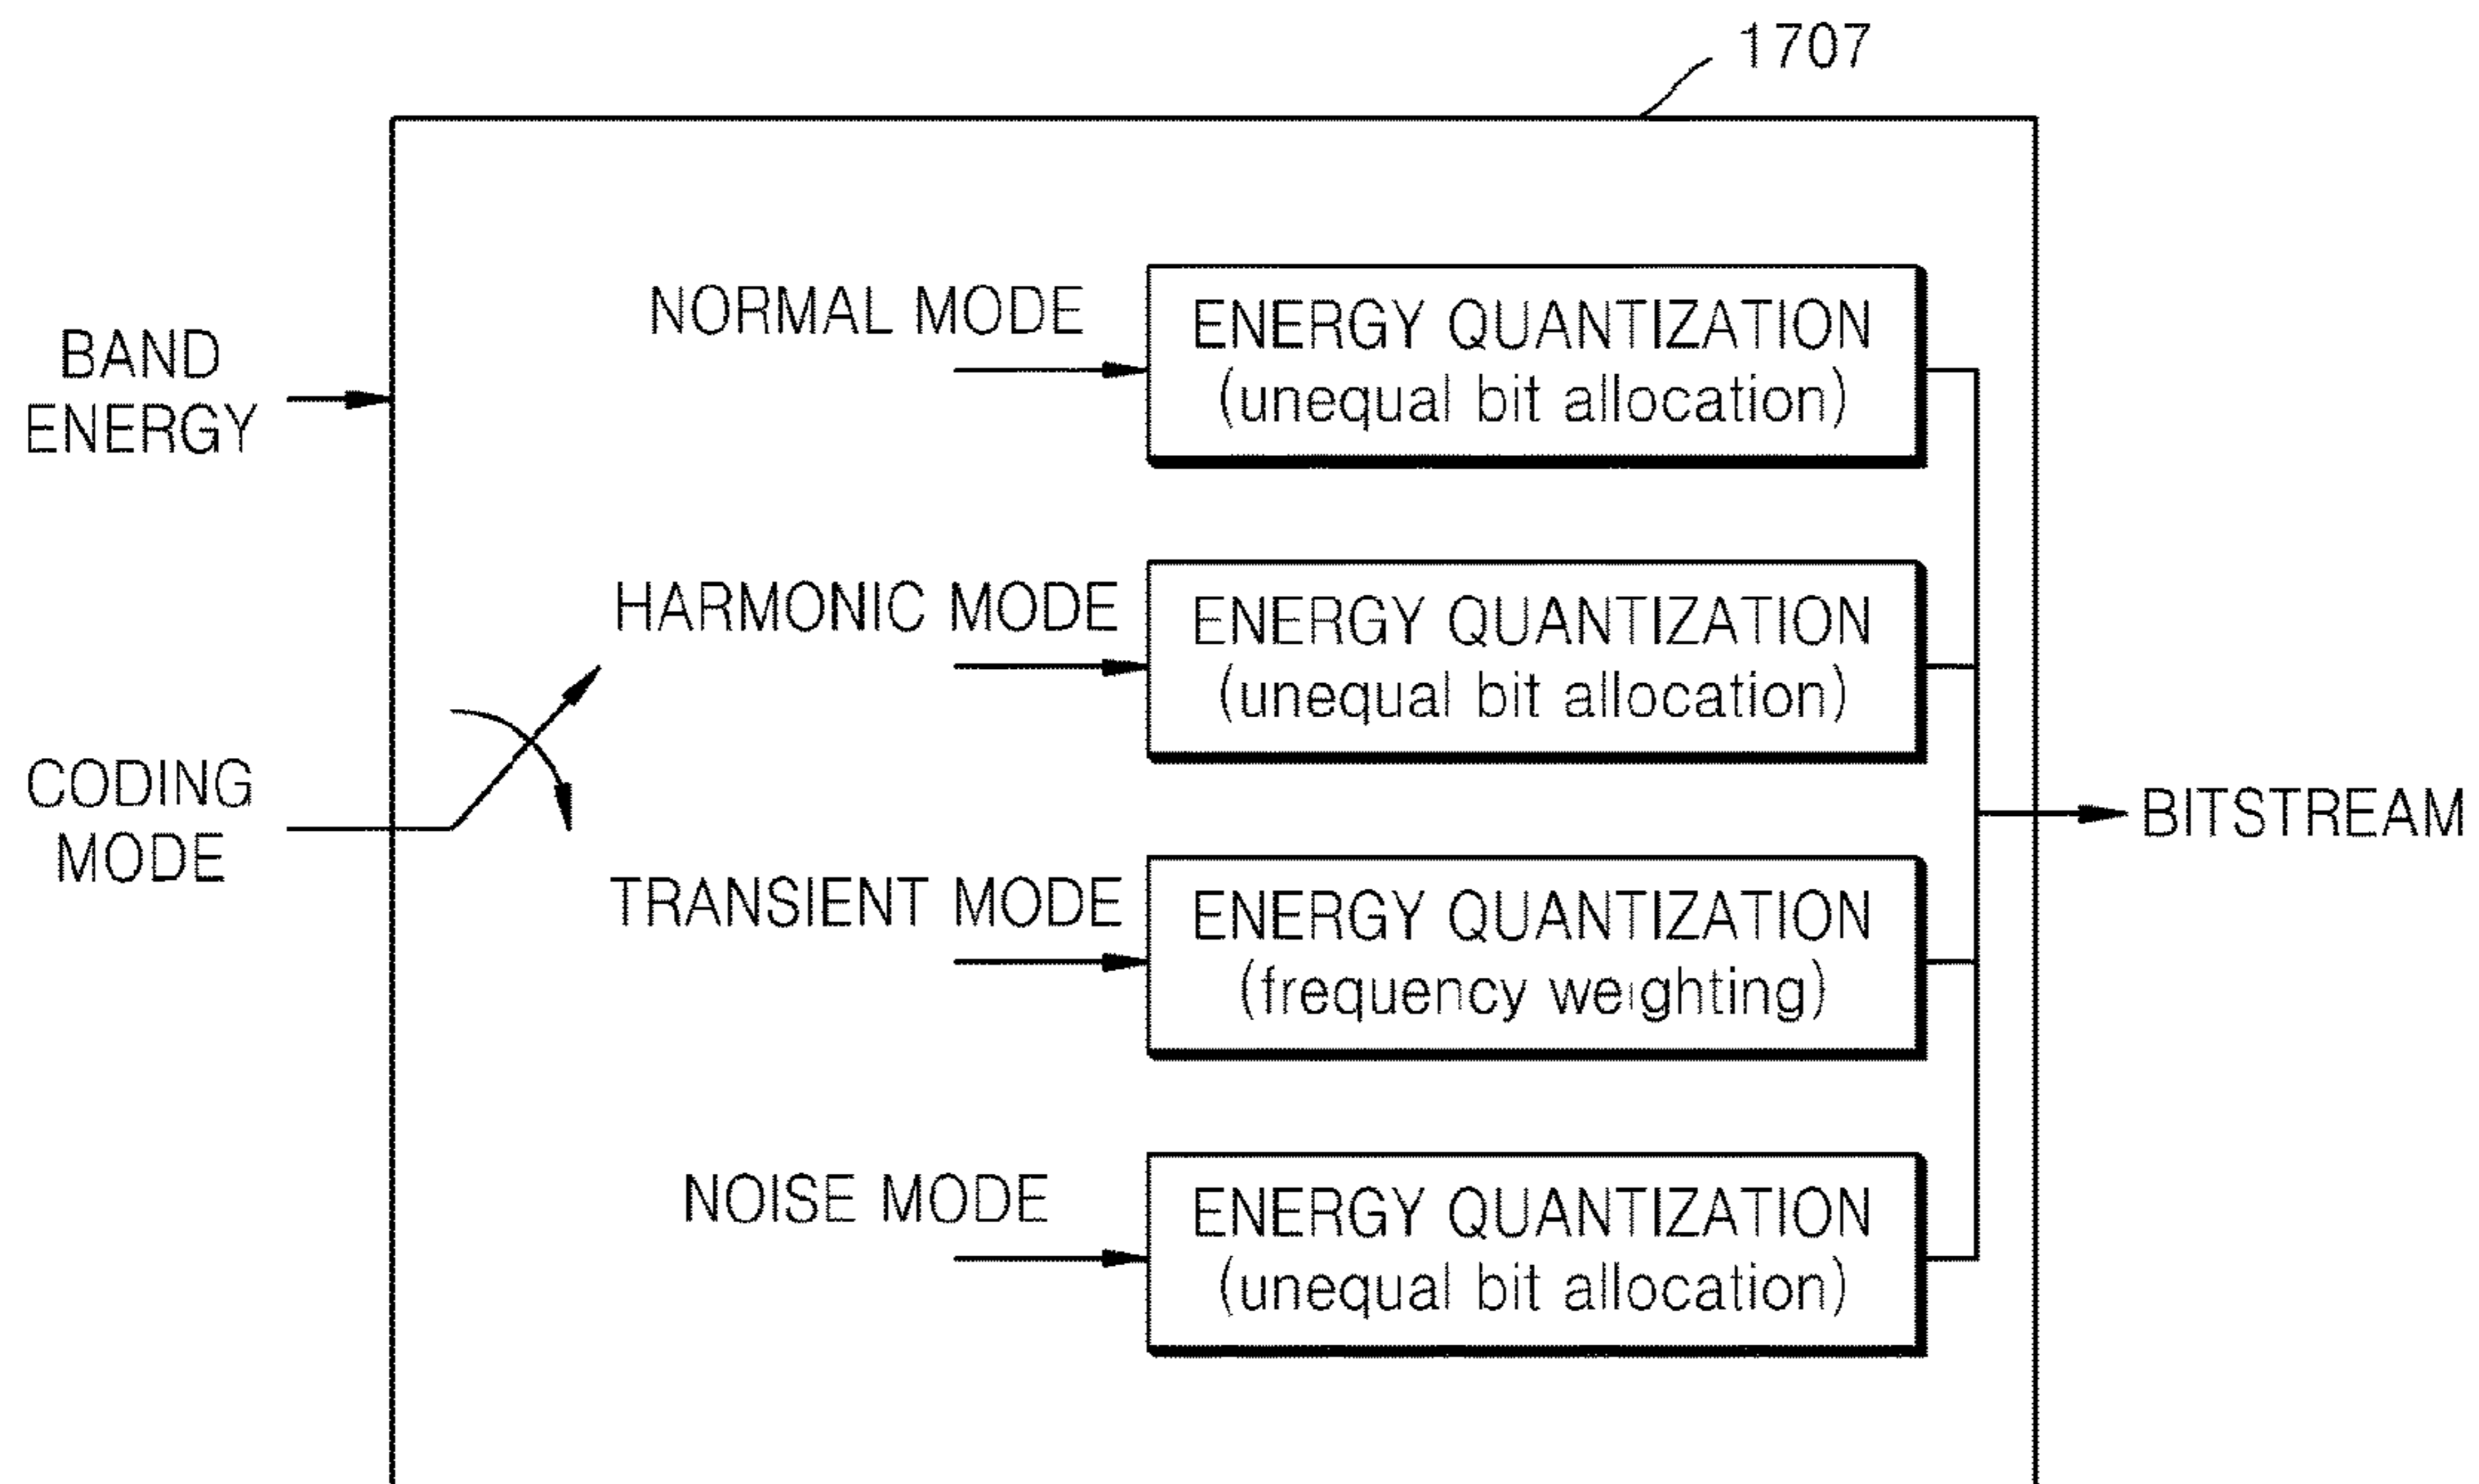 1707
BAND
ENERGY
NORMAL MODE
ENERGY QUANTIZATION
(unequal bit allocation)
HARMONIC MODE
ENERGY QUANTIZATION
(unequal bit allocation)
CODING
MODE
BITSTREAM
TRANSIENT MODE
ENERGY QUANTIZATION
(frequency weighting)
NOISE MODE
ENERGY QUANTIZATION
(unequal bit allocation)